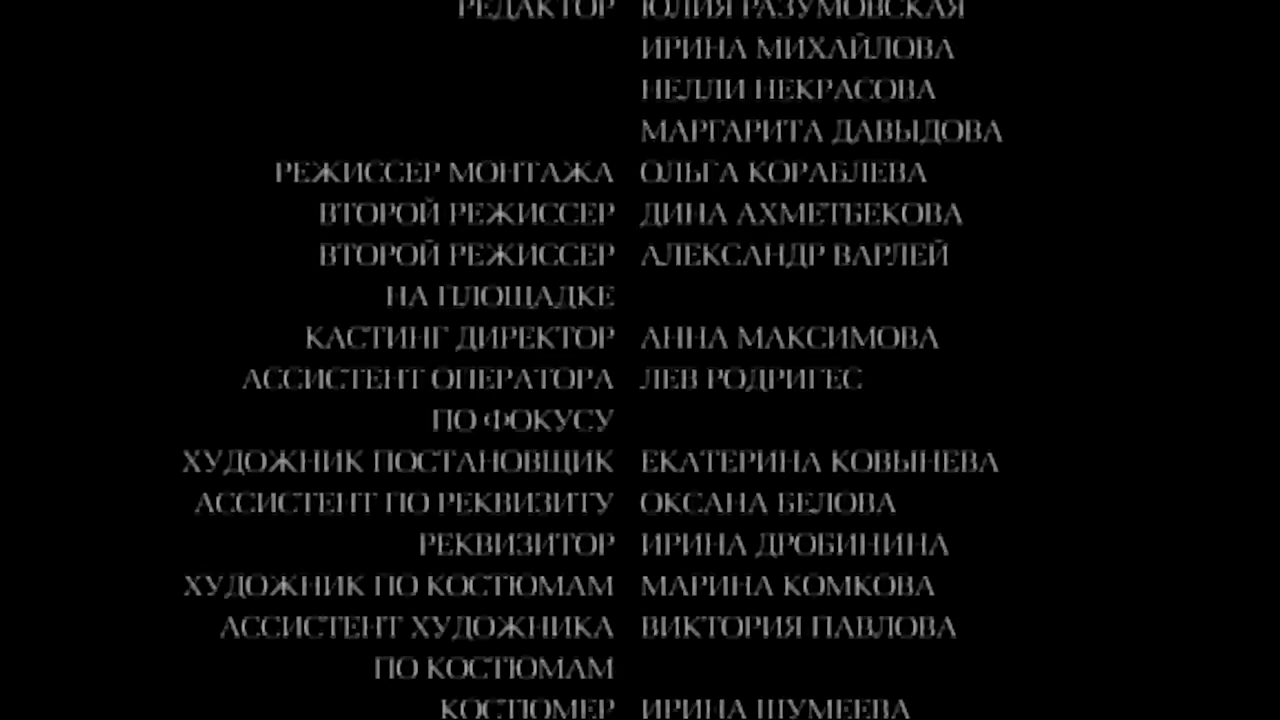 РЕДАКТОР ЮЛИЯ РАЗУМОВСКАЯ
ИРИНА МИХАЙЛОВА
НЕЛЛИ НЕКРАСОВА
МАРГАРИТА ДАВЫДОВА
РЕЖИССЕР МОНТАЖА ОЛЬГА КОРАБЛЕВА
ВТОРОЙ РЕЖИССЕР ДИНА АХМЕТБЕКОВА
ВТОРОЙ РЕЖИССЕР АЛЕКСАНДР ВАРЛЕЙ
НА ПЛОЩАДКЕ
КАСТИНГ ДИРЕКТОР АННА МАКСИМОВА
АССИСТЕНТ ОПЕРАТОРА ЛЕВ РОДРИГЕС
ПО ФОКУСУ
ХУДОЖНИК ПОСТАНОВЩИК ЕКАТЕРИНА КОВЫНЕВА
АССИСТЕНТ ПО РЕКВИЗИТУ ОКСАНА БЕЛОВА
РЕКВИЗИТОР ИРИНА ДРОБИНИНА
ХУДОЖНИК ПО КОСТЮМАМ МАРИНА КОМКОВА
АССИСТЕНТ ХУДОЖНИКА ВИКТОРИЯ ПАВЛОВА
ПО КОСТЮМАМ
КОСТЮМЕР ИРИНА ШУМЕЕВА